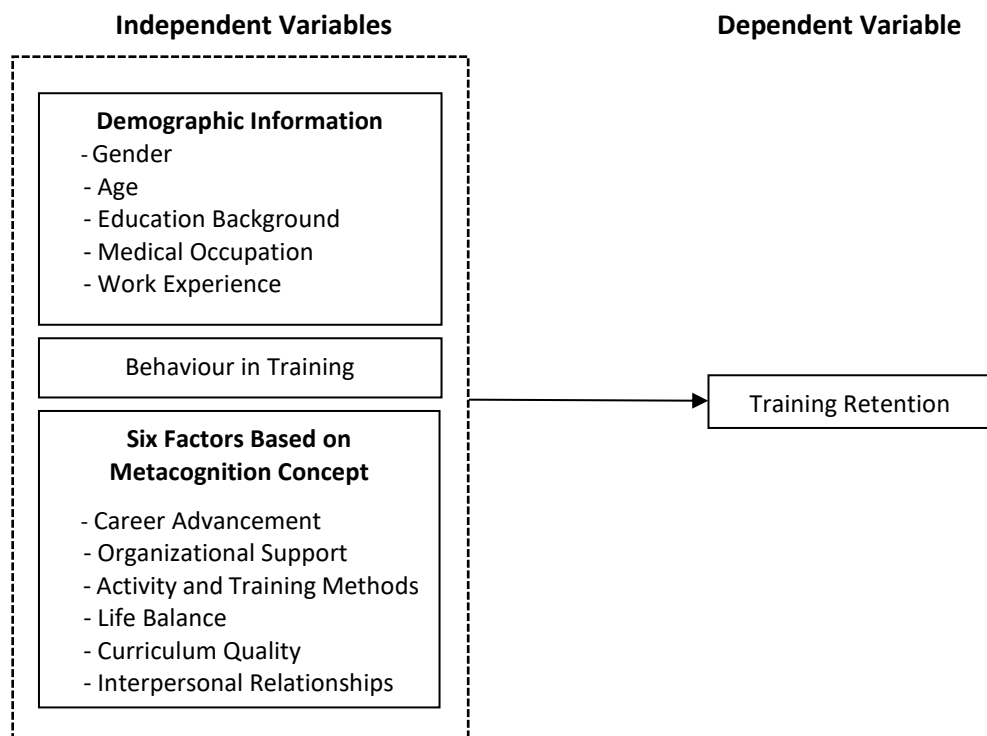 Independent Variables
Dependent Variable
Demographic Information
- Gender
- Age
- Education Background
- Medical Occupation
- Work Experience
Behaviour in Training
Training Retention
Six Factors Based on
Metacognition Concept
- Career Advancement
- Organizational Support
- Activity and Training Methods
- Life Balance
- Curriculum Quality
- Interpersonal Relationships